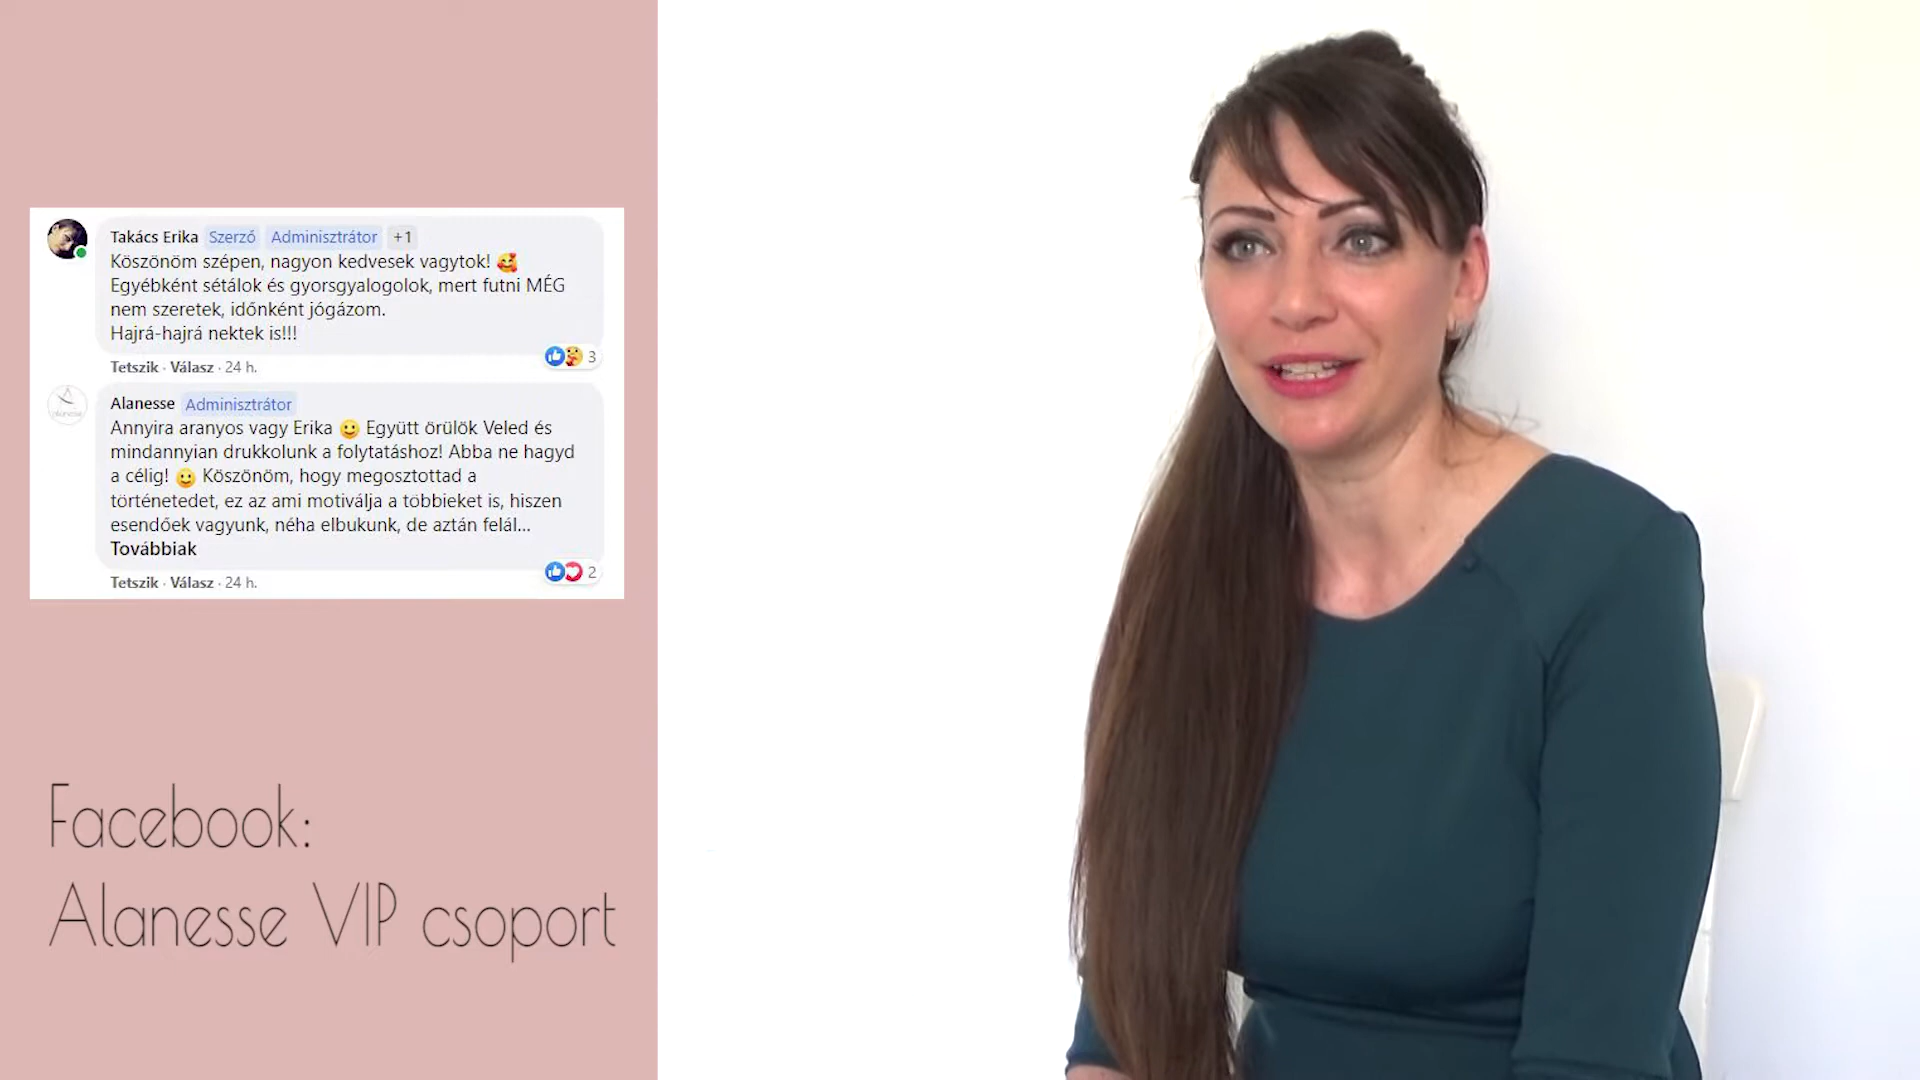 Takács Erika Szerző Adminisztrátor +1
Köszönöm szépen, nagyon kedvesek vagytok! 🥰
Egyébként sétálok és gyorsgyalogolok, mert futni MÉG
nem szeretek, időnként jógázom.
Hajrá-hajrá nektek is!!!
3
Tetszik · Válasz · 24 h.
Alanesse Adminisztrátor
Annyira aranyos vagy Erika 🙂 Együtt örülök Veled és
mindannyian drukkolunk a folytatáshoz! Abba ne hagyd
a célig! 🙂 Köszönöm, hogy megosztottad a
történetedet, ez az ami motiválja a többieket is, hiszen
esendőek vagyunk, néha elbukunk, de aztán felál...
Továbbiak
2
Tetszik · Válasz · 24 h.
Facebook:
Alanesse VIP csoport